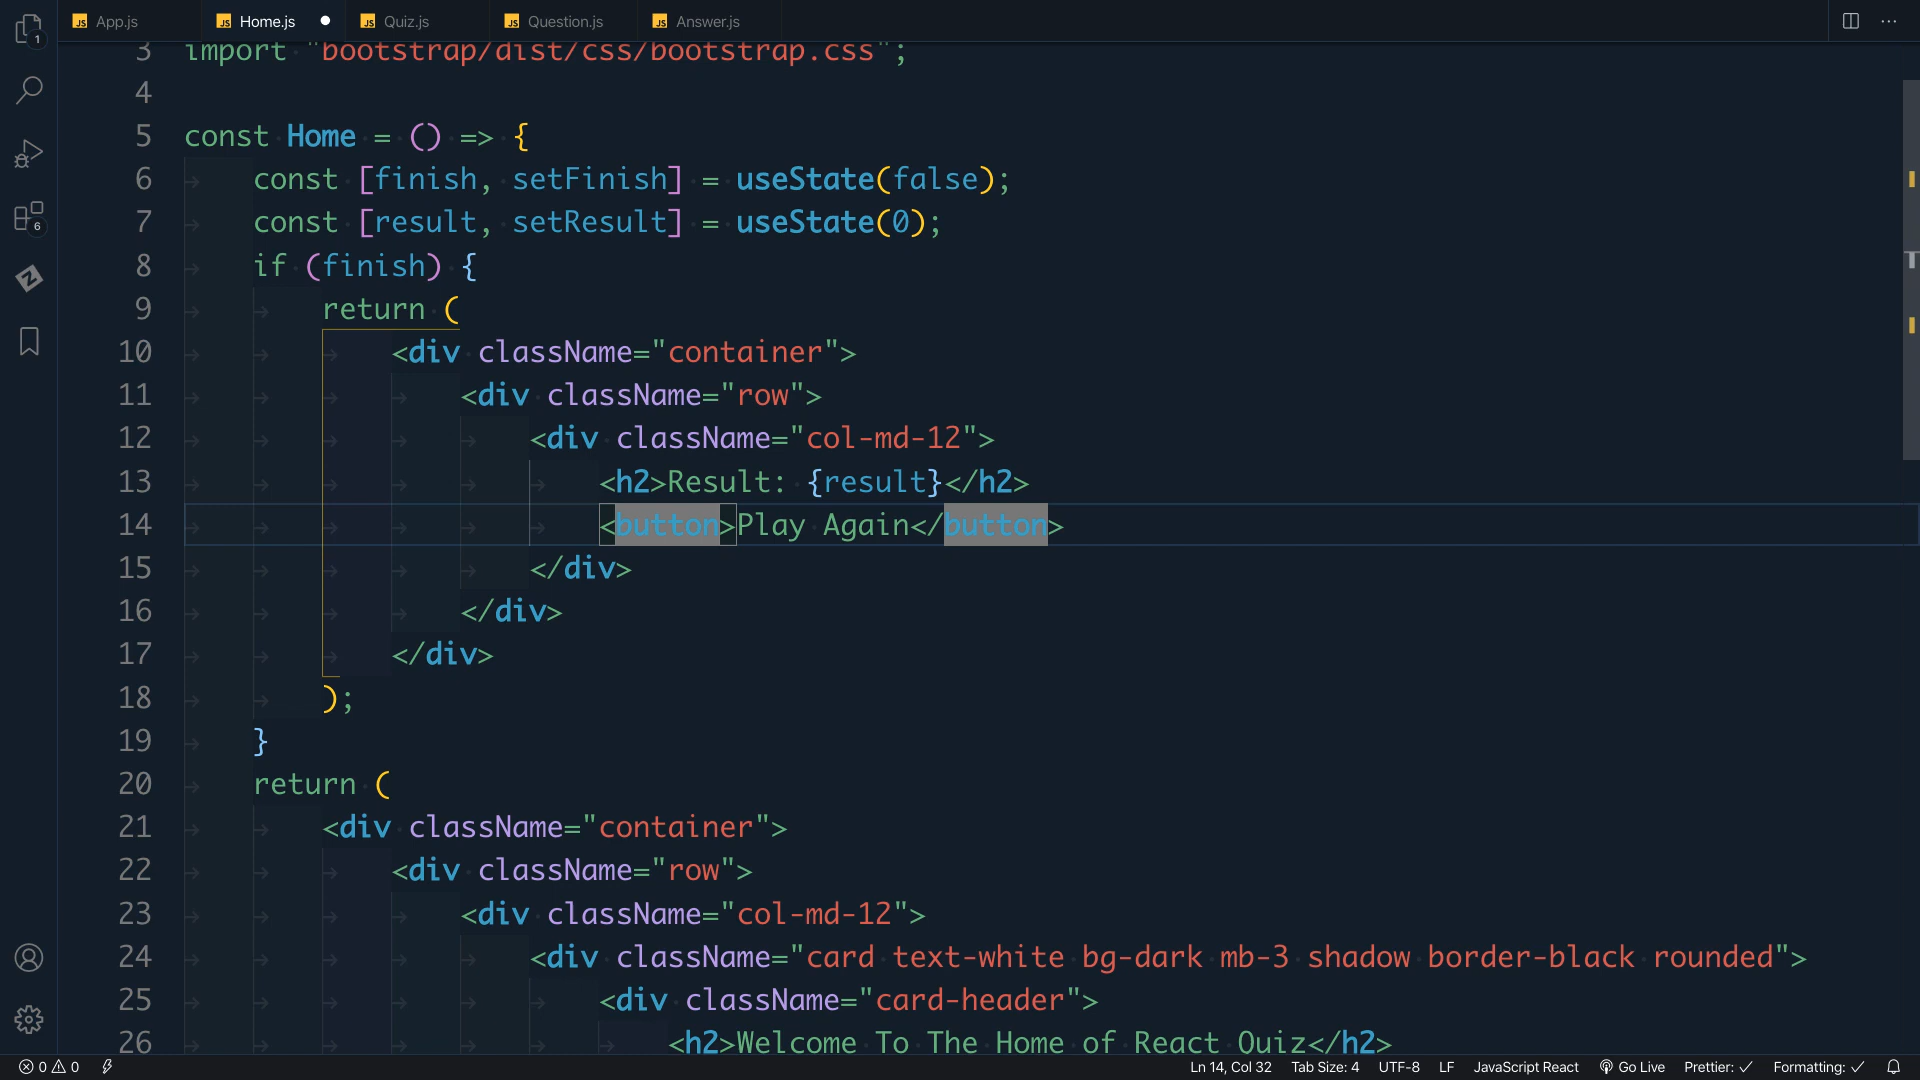 JS App.js JS Home.js JS Quiz.js JS Question.js JS Answer.js
1
6
3 import "bootstrap/dist/css/bootstrap.css";
4
5 const Home = () => {
6 const [finish, setFinish] = useState(false);
7 const [result, setResult] = useState(0);
8 if (finish) {
9 return (
10 <div className="container">
11 <div className="row">
12 <div className="col-md-12">
13 <h2>Result: {result}</h2>
14 <button>Play Again</button>
15 </div>
16 </div>
17 </div>
18 );
19 }
20 return (
21 <div className="container">
22 <div className="row">
23 <div className="col-md-12">
24 <div className="card text-white bg-dark mb-3 shadow border-black rounded">
25 <div className="card-header">
26 <h2>Welcome To The Home of React Quiz</h2>
0 0 Ln 14, Col 32 Tab Size: 4 UTF-8 LF JavaScript React Go Live Prettier: ✓ Formatting: ✓